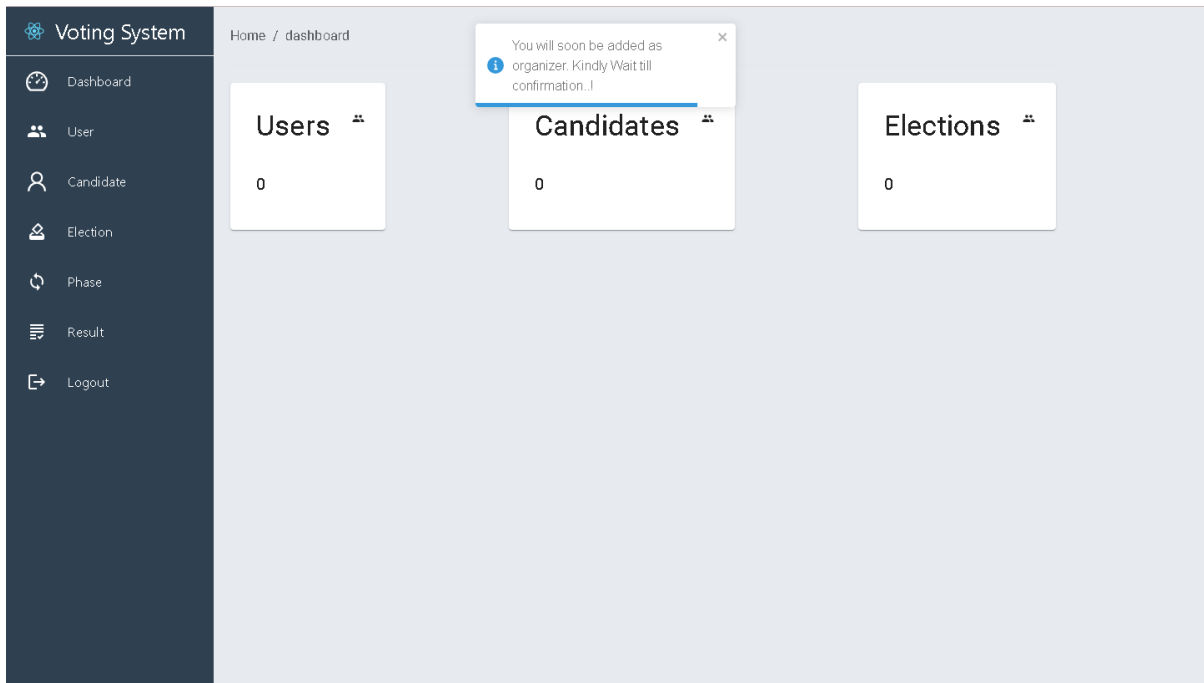 Voting System
Home / dashboard
You will soon be added as
organizer. Kindly Wait till
confirmation..!
Dashboard
User
Candidate
Election
Phase
Result
Logout
Users
0
Candidates
0
Elections
0